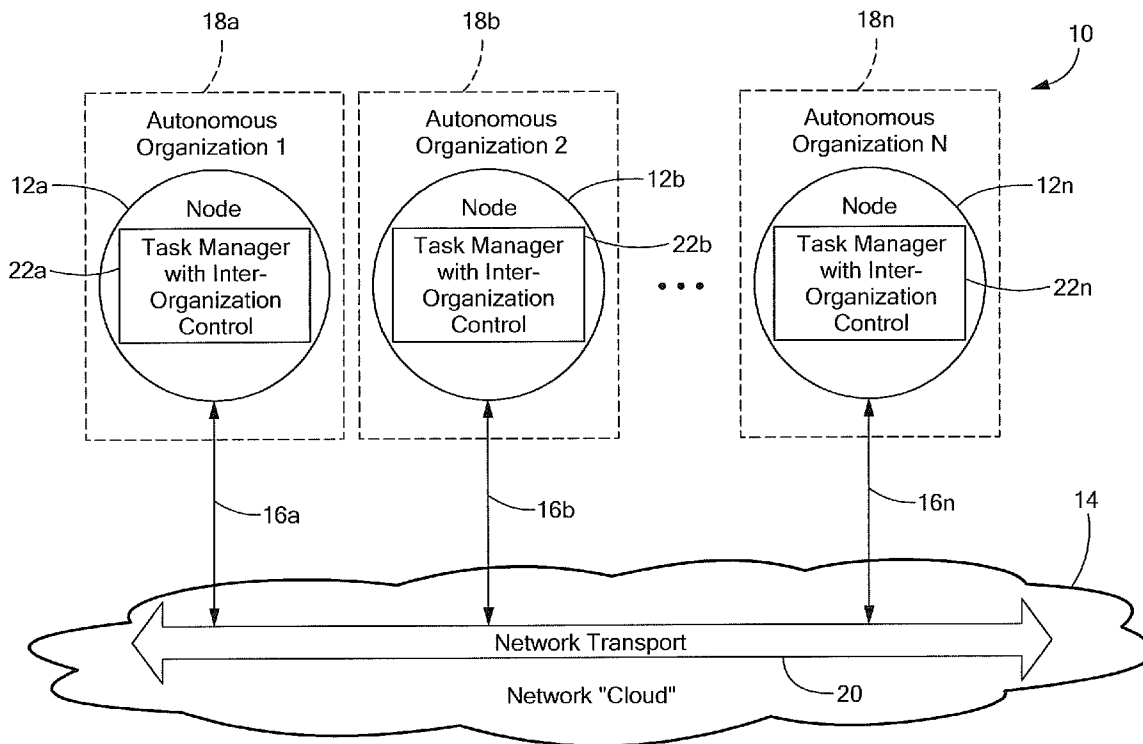 18a
18b
18n
10
Autonomous
Organization 1
Autonomous
Organization 2
Autonomous
Organization N
12a
12b
12n
Node
Node
Node
22a
Task Manager
with Inter-
Organization
Control
22b
Task Manager
with Inter-
Organization
Control
• • •
22n
Task Manager
with Inter-
Organization
Control
16a
16b
16n
14
Network Transport
Network "Cloud"
20